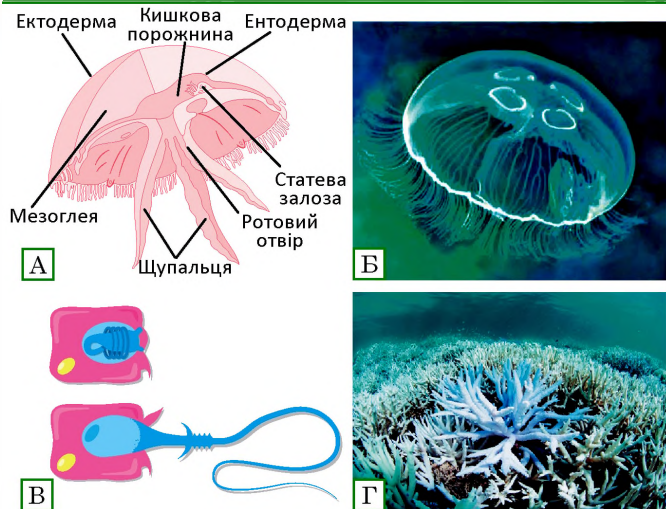 Ектодерма
Кишкова
порожнина
Ентодерма
Мезоглея
Статева
залоза
Ротовий
отвір
Щупальця
А
Б
В
Г